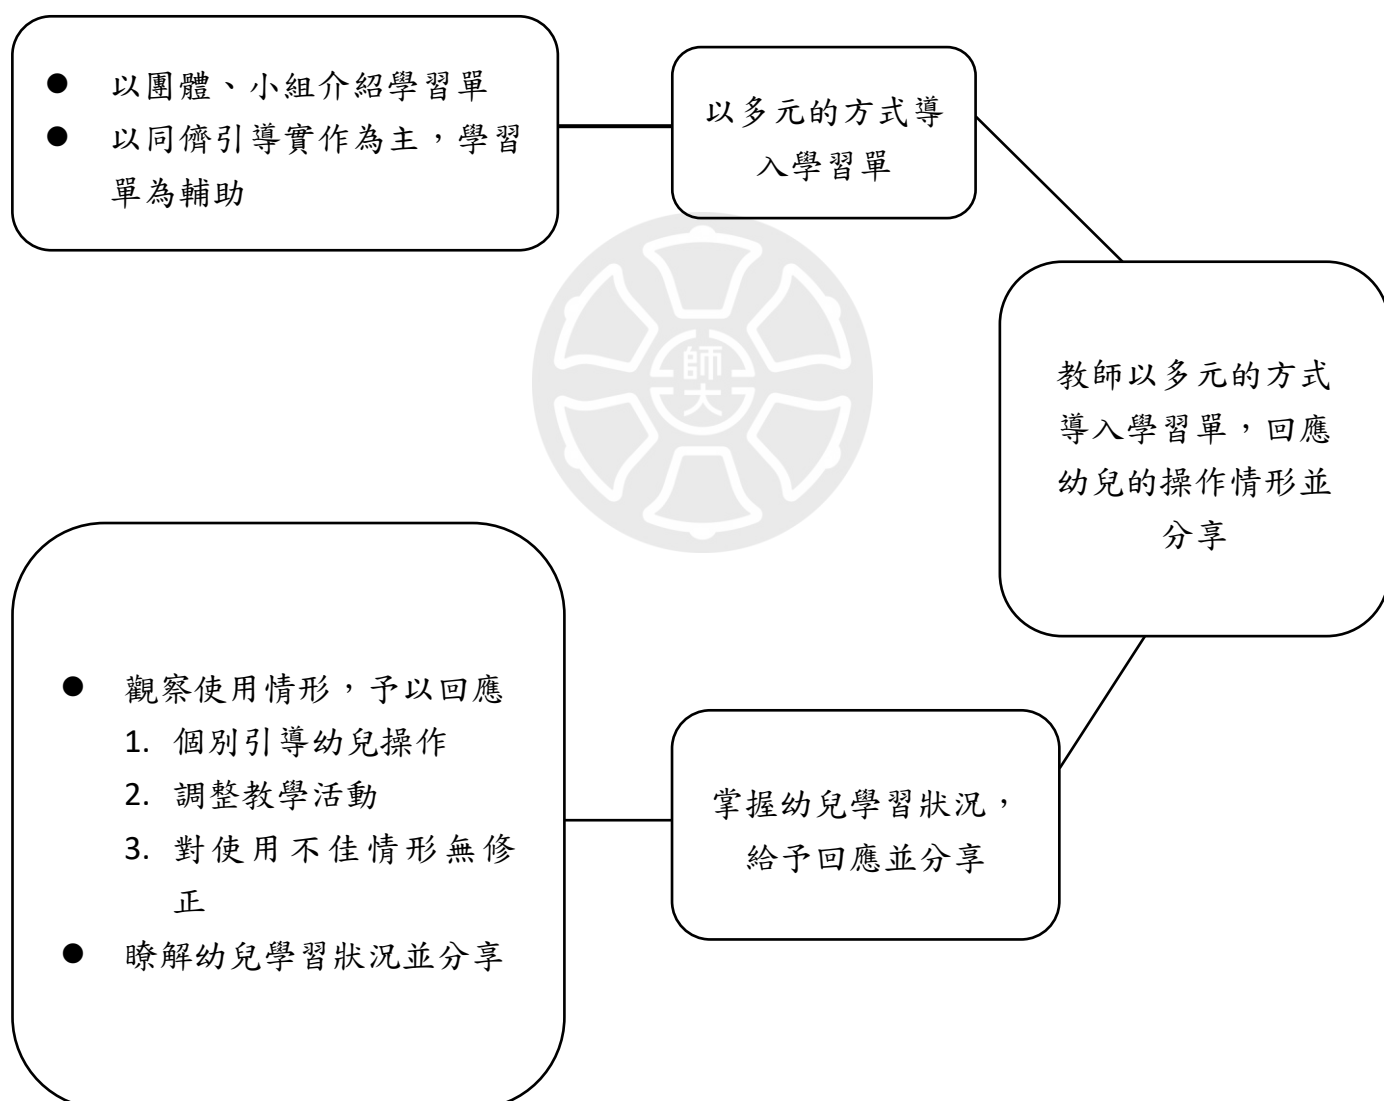 ● 以團體、小組介紹學習單
● 以同儕引導實作為主，學習
單為輔助
以多元的方式導
入學習單
師
大
教師以多元的方式
導入學習單，回應
幼兒的操作情形並
分享
● 觀察使用情形，予以回應
1. 個別引導幼兒操作
2. 調整教學活動
3. 對使用不佳情形無修
正
● 瞭解幼兒學習狀況並分享
掌握幼兒學習狀況，
給予回應並分享